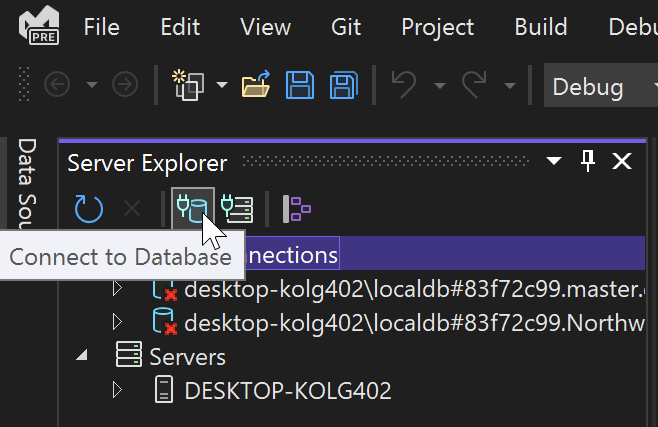 PRE File Edit View Git Project Build Debu
Debug
Data Sou
Server Explorer
Connect to Database
nnections
desktop-kolg402\localdb#83f72c99.master.
desktop-kolg402\localdb#83f72c99.Northw
Servers
DESKTOP-KOLG402